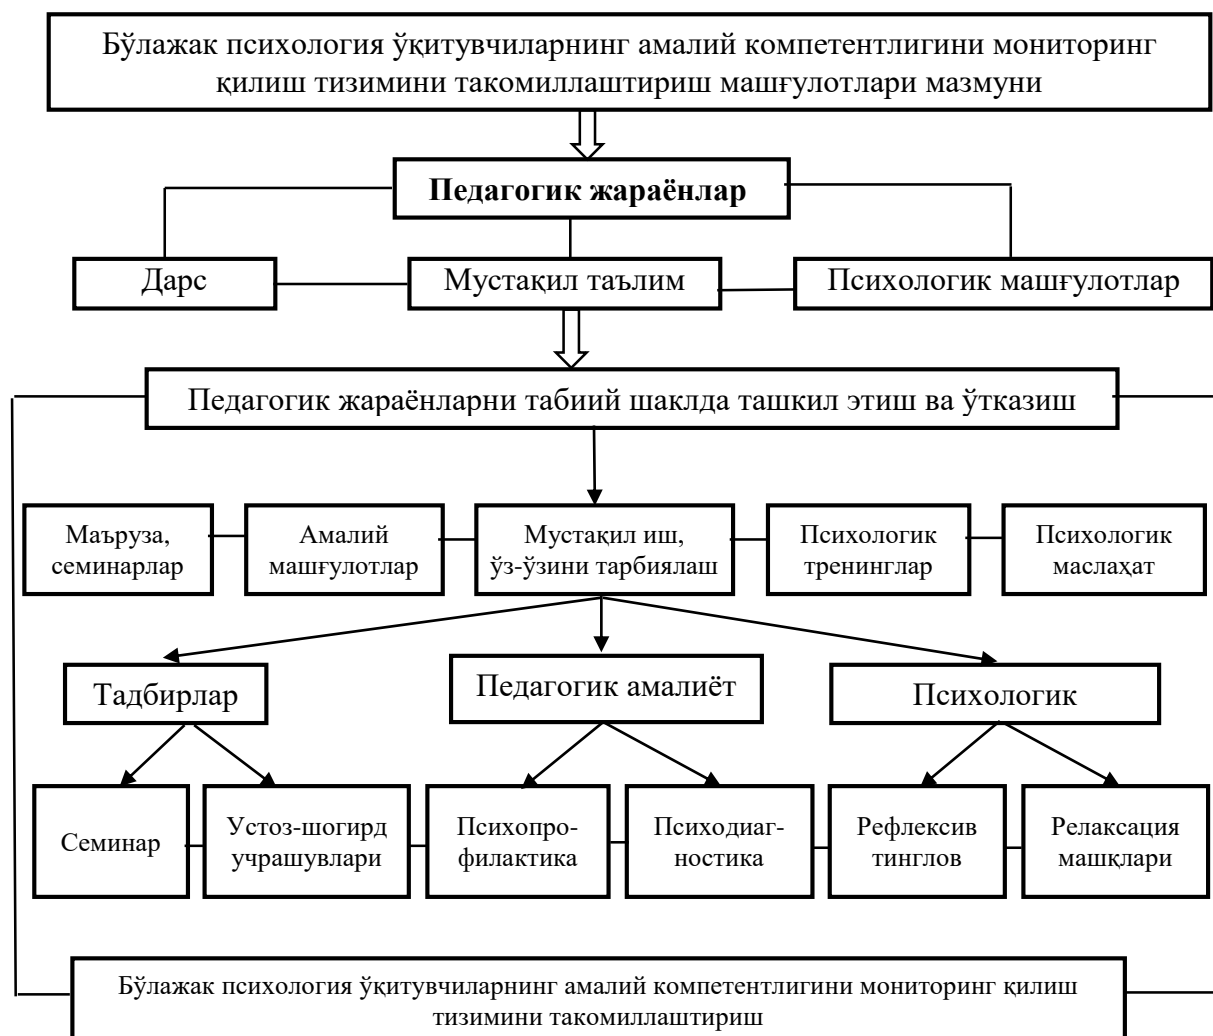 Бўлажак психология ўқитувчиларнинг амалий компетентлигини мониторинг
қилиш тизимини такомиллаштириш машғулотлари мазмуни
Педагогик жараёнлар
Дарс
Мустақил таълим
Психологик машғулотлар
Педагогик жараёнларни табиий шаклда ташкил этиш ва ўтказиш
Маъруза,
семинарлар
Амалий
машғулотлар
Мустақил иш,
ўз-ўзини тарбиялаш
Психологик
тренинглар
Психологик
маслаҳат
Тадбирлар
Педагогик амалиёт
Психологик
Семинар
Устоз-шогирд
учрашувлари
Психопро-
филактика
Психодиаг-
ностика
Рефлексив
тинглов
Релаксация
машқлари
Бўлажак психология ўқитувчиларнинг амалий компетентлигини мониторинг қилиш
тизимини такомиллаштириш